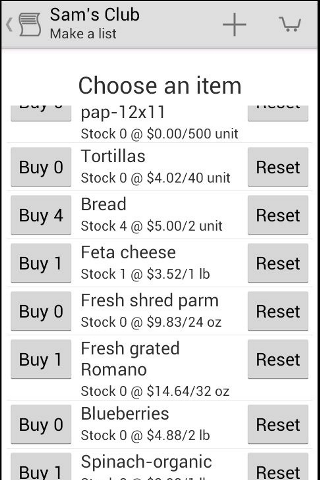 Sam's Club
Make a list
Choose an item
pap-12x11
Stock 0 @ $0.00/500 unit
Buy 0 Tortillas Reset
Stock 0 @ $4.02/40 unit
Buy 4 Bread Reset
Stock 4 @ $5.00/2 unit
Buy 1 Feta cheese Reset
Stock 1 @ $3.52/1 lb
Buy 0 Fresh shred parm Reset
Stock 0 @ $9.83/24 oz
Buy 1 Fresh grated Reset
Romano
Stock 0 @ $14.64/32 oz
Buy 0 Blueberries Reset
Stock 0 @ $4.88/2 lb
Buy 1 Spinach-organic Reset